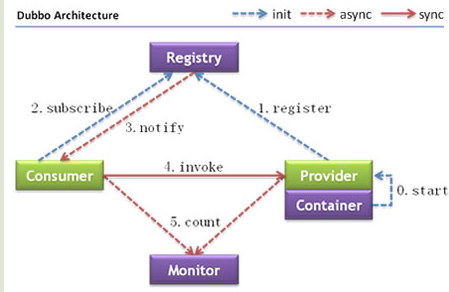 Dubbo Architecture
init
async
sync
Registry
2. subscribe
1. register
3. notify
Consumer
4. invoke
Provider
Container
0. start
5. count
Monitor